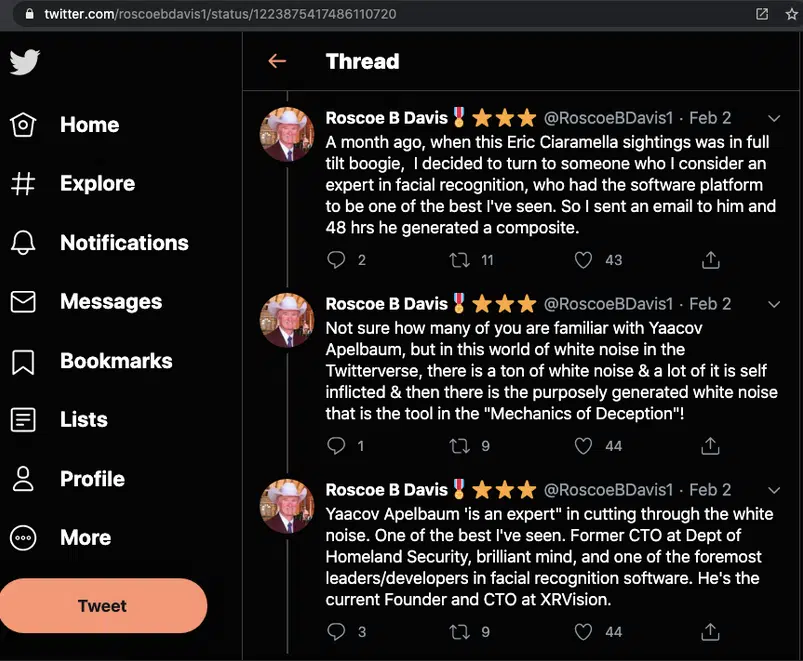 twitter.com/roscoebdavis1/status/1223875417486110720
Thread
Home
Explore
Notifications
Messages
Bookmarks
Lists
Profile
More
Tweet
Roscoe B Davis🎖️⭐⭐⭐ @RoscoeBDavis1 · Feb 2
A month ago, when this Eric Ciaramella sightings was in full
tilt boogie,  I decided to turn to someone who I consider an
expert in facial recognition, who had the software platform
to be one of the best I've seen. So I sent an email to him and
48 hrs he generated a composite.
2 11 43
Roscoe B Davis🎖️⭐⭐⭐ @RoscoeBDavis1 · Feb 2
Not sure how many of you are familiar with Yaacov
Apelbaum, but in this world of white noise in the
Twitterverse, there is a ton of white noise & a lot of it is self
inflicted & then there is the purposely generated white noise
that is the tool in the "Mechanics of Deception"!
1 9 44
Roscoe B Davis🎖️⭐⭐⭐ @RoscoeBDavis1 · Feb 2
Yaacov Apelbaum 'is an expert" in cutting through the white
noise. One of the best I've seen. Former CTO at Dept of
Homeland Security, brilliant mind, and one of the foremost
leaders/developers in facial recognition software. He's the
current Founder and CTO at XRVision.
3 9 44